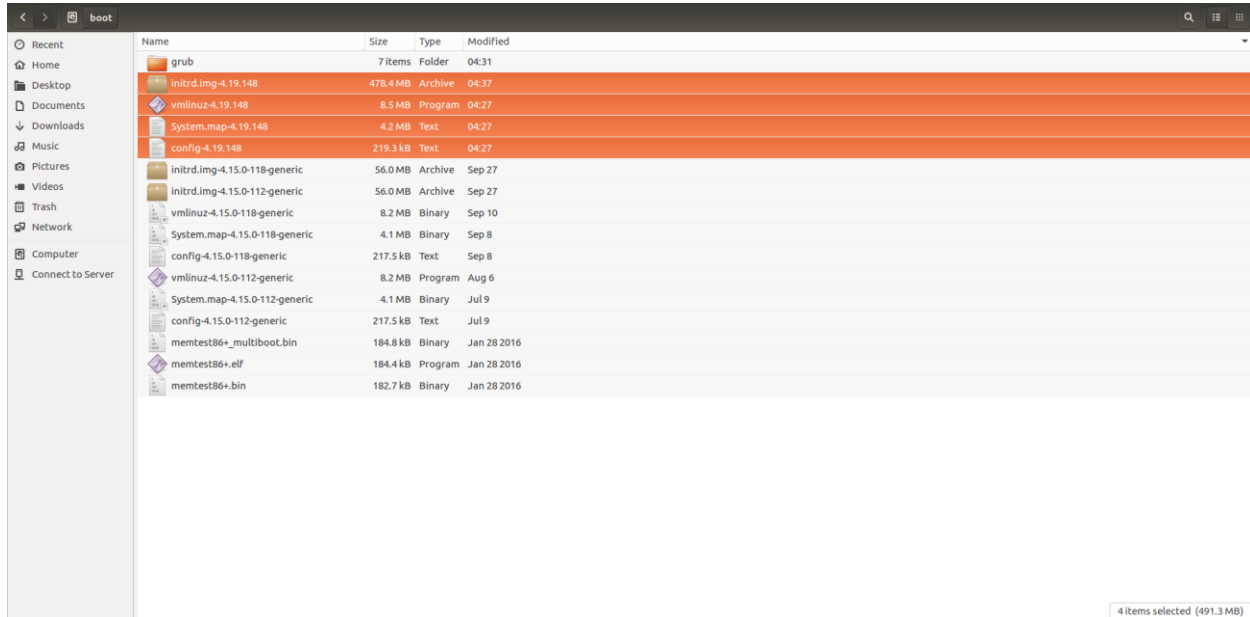 boot
Recent
Home
Desktop
Documents
Downloads
Music
Pictures
Videos
Trash
Network
Computer
Connect to Server
Name Size Type Modified
grub 7 items Folder 04:31
initrd.img-4.19.148 478.4 MB Archive 04:37
vmlinuz-4.19.148 8.5 MB Program 04:27
System.map-4.19.148 4.2 MB Text 04:27
config-4.19.148 219.3 kB Text 04:27
initrd.img-4.15.0-118-generic 56.0 MB Archive Sep 27
initrd.img-4.15.0-112-generic 56.0 MB Archive Sep 27
vmlinuz-4.15.0-118-generic 8.2 MB Binary Sep 10
System.map-4.15.0-118-generic 4.1 MB Binary Sep 8
config-4.15.0-118-generic 217.5 kB Text Sep 8
vmlinuz-4.15.0-112-generic 8.2 MB Program Aug 6
System.map-4.15.0-112-generic 4.1 MB Binary Jul 9
config-4.15.0-112-generic 217.5 kB Text Jul 9
memtest86+_multiboot.bin 184.8 kB Binary Jan 28 2016
memtest86+.elf 184.4 kB Program Jan 28 2016
memtest86+.bin 182.7 kB Binary Jan 28 2016
4 items selected (491.3 MB)